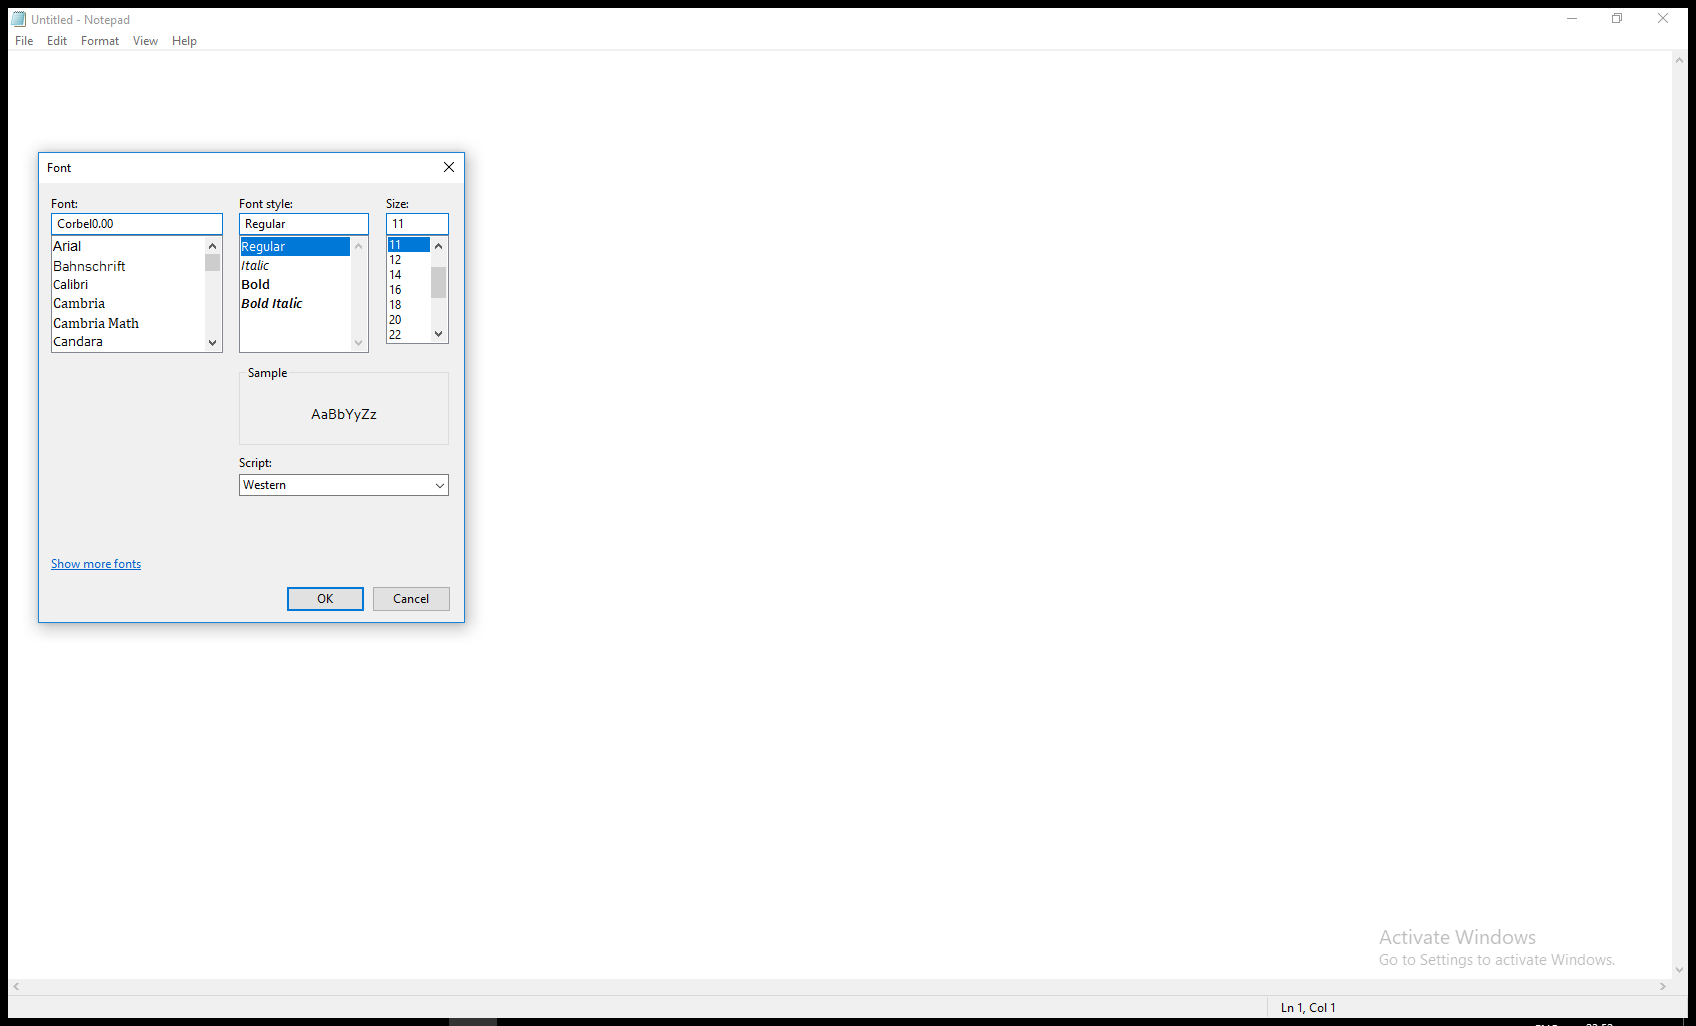 Untitled - Notepad
File Edit Format View Help
Font
Font: Font style: Size:
Corbel0.00 Regular 11
Arial
Bahnschrift
Calibri
Cambria
Cambria Math
Candara
Regular
Italic
Bold
Bold Italic
11
12
14
16
18
20
22
Sample
AaBbYyZz
Script:
Western
Show more fonts
OK Cancel
Activate Windows
Go to Settings to activate Windows.
Ln 1, Col 1